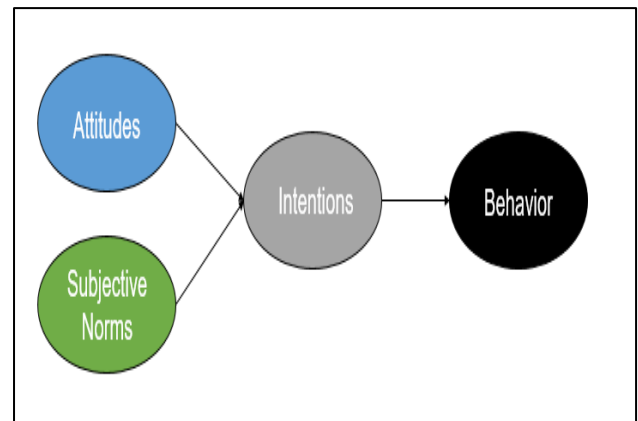 Attitudes
Subjective
Norms
Intentions
Behavior